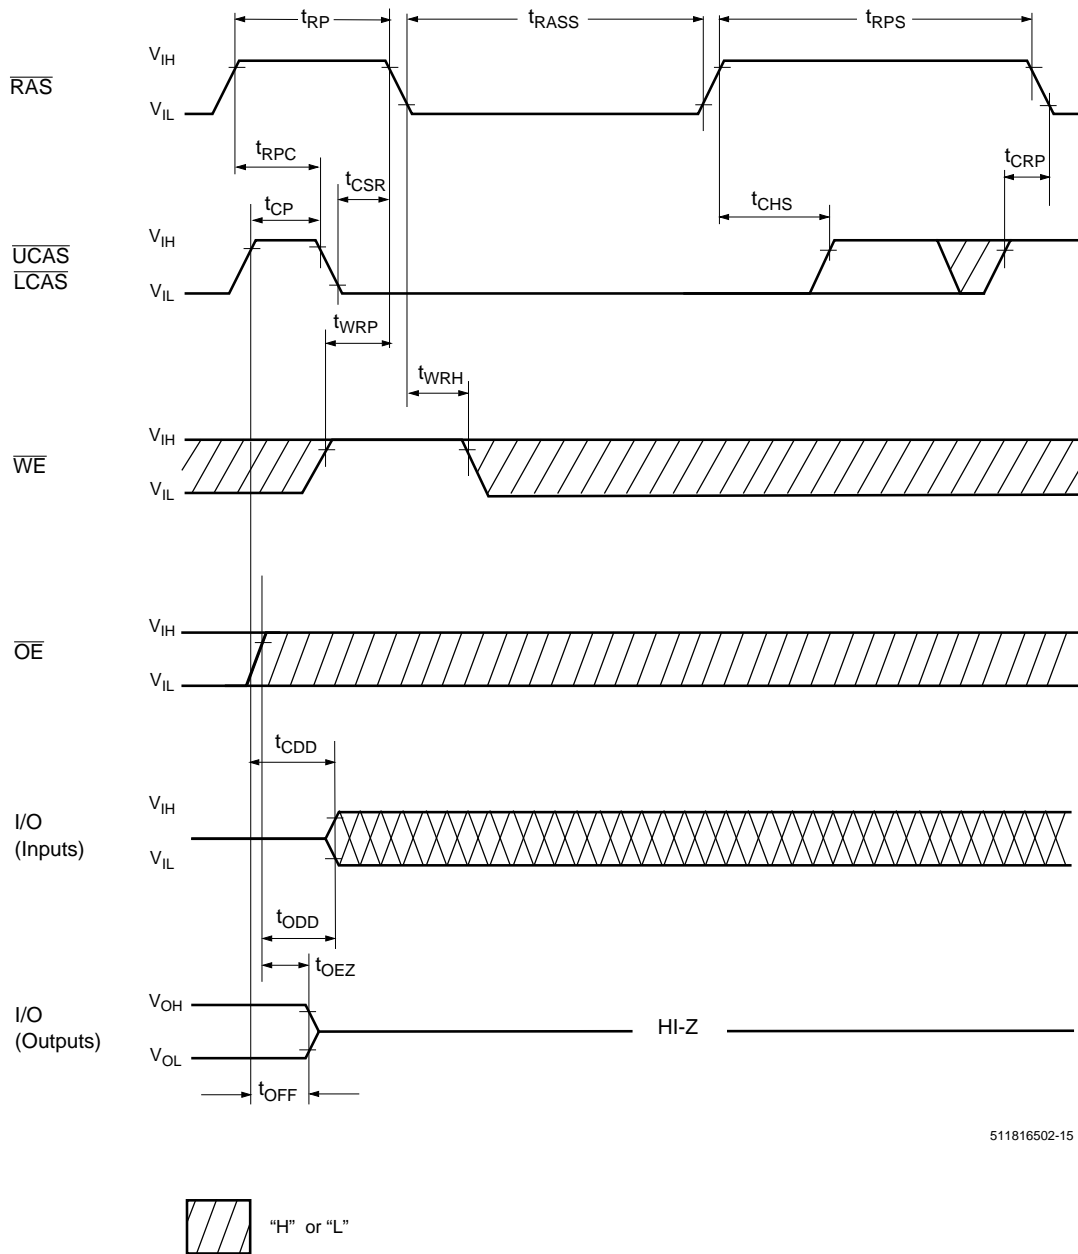 tRP
tRASS
tRPS
VIH
RAS
VIL
tRPC
tCSR
tCRP
tCP
tCHS
VIH
UCAS
LCAS
VIL
tWRP
tWRH
VIH
WE
VIL
VIH
OE
VIL
tCDD
VIH
I/O
(Inputs)
VIL
tODD
tOEZ
VOH
I/O
(Outputs)
HI-Z
VOL
tOFF
511816502-15
“H” or “L”